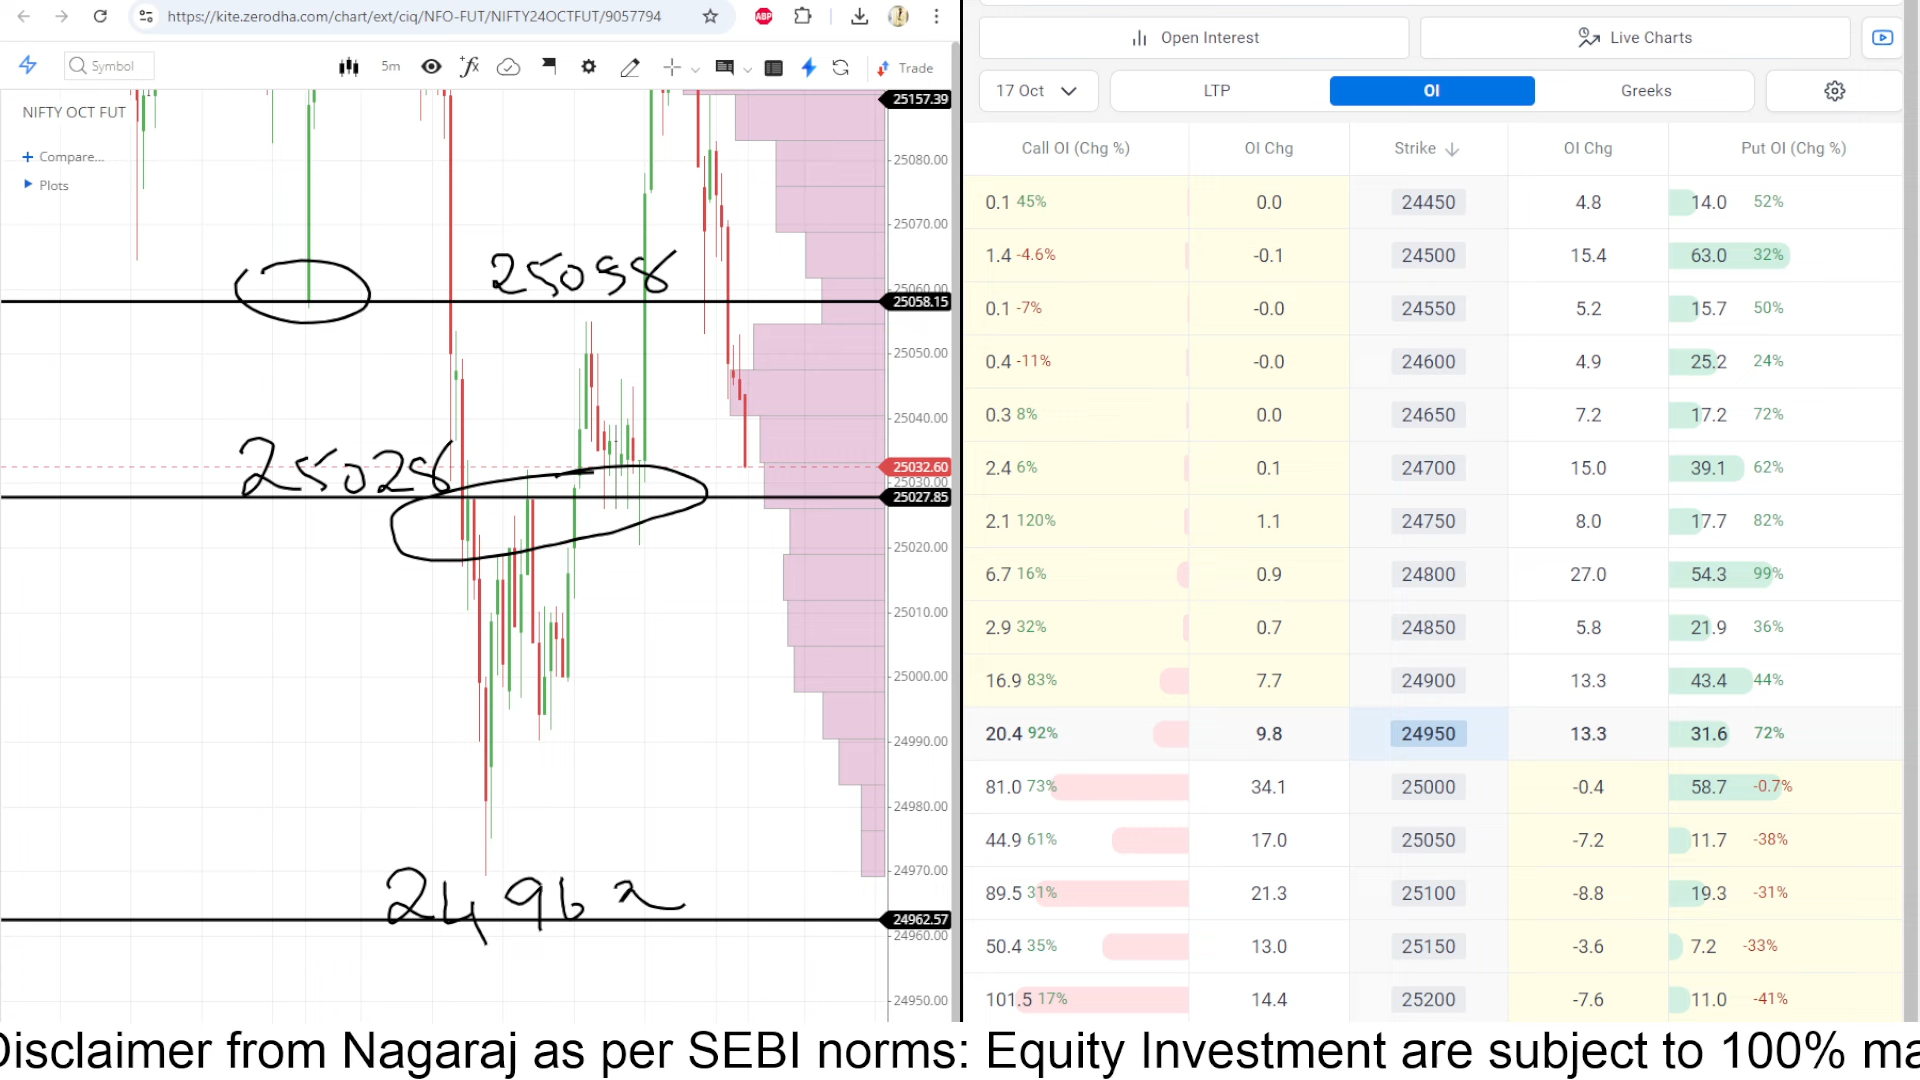 https://kite.zerodha.com/chart/ext/ciq/NFO-FUT/NIFTY24OCTFUT/9057794
ABP
Symbol
5m
Trade
NIFTY OCT FUT
Compare...
Plots
25157.39
25080.00
25070.00
25060.00
25058.15
25050.00
25040.00
25032.60
25030.00
25027.85
25020.00
25010.00
25000.00
24990.00
24980.00
24970.00
24962.57
24960.00
24950.00
25058
25028
24962
Open Interest
Live Charts
17 Oct
LTP
OI
Greeks
Call OI (Chg %) OI Chg Strike OI Chg Put OI (Chg %)
0.1 45% 0.0 24450 4.8 14.0 52%
1.4 -4.6% -0.1 24500 15.4 63.0 32%
0.1 -7% -0.0 24550 5.2 15.7 50%
0.4 -11% -0.0 24600 4.9 25.2 24%
0.3 8% 0.0 24650 7.2 17.2 72%
2.4 6% 0.1 24700 15.0 39.1 62%
2.1 120% 1.1 24750 8.0 17.7 82%
6.7 16% 0.9 24800 27.0 54.3 99%
2.9 32% 0.7 24850 5.8 21.9 36%
16.9 83% 7.7 24900 13.3 43.4 44%
20.4 92% 9.8 24950 13.3 31.6 72%
81.0 73% 34.1 25000 -0.4 58.7 -0.7%
44.9 61% 17.0 25050 -7.2 11.7 -38%
89.5 31% 21.3 25100 -8.8 19.3 -31%
50.4 35% 13.0 25150 -3.6 7.2 -33%
101.5 17% 14.4 25200 -7.6 11.0 -41%
Disclaimer from Nagaraj as per SEBI norms: Equity Investment are subject to 100% ma